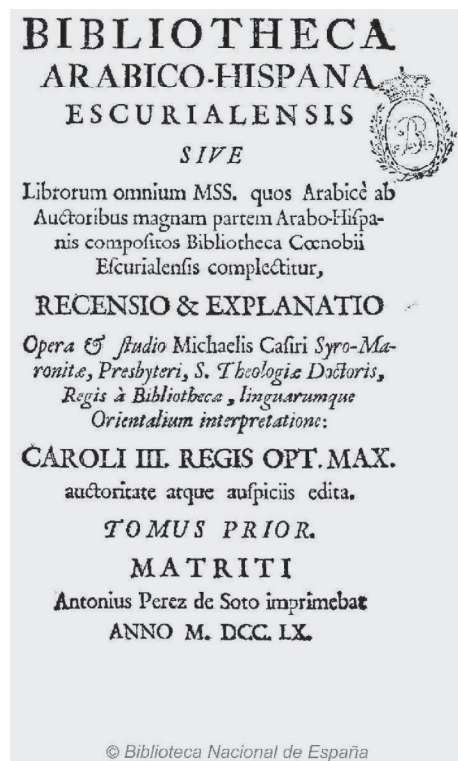 BIBLIOTHECA
ARABICO-HISPANA
ESCURIALENSIS
SIVE
Librorum omnium MSS. quos Arabicè ab
Auctoribus magnam partem Arabo-Hiſpa-
nis compoſitos Bibliotheca Cœnobii
Eſcurialenſis complectitur,
RECENSIO & EXPLANATIO
Opera & ſtudio Michaelis Caſiri Syro-Ma-
ronitæ, Presbyteri, S. Theologiæ Doctoris,
Regis à Bibliotheca, linguarumque
Orientalium interpretatione:
CAROLI III. REGIS OPT. MAX.
auctoritate atque auſpiciis edita.
TOMUS PRIOR.
MATRITI
Antonius Perez de Soto imprimebat
ANNO M. DCC. LX.
© Biblioteca Nacional de España